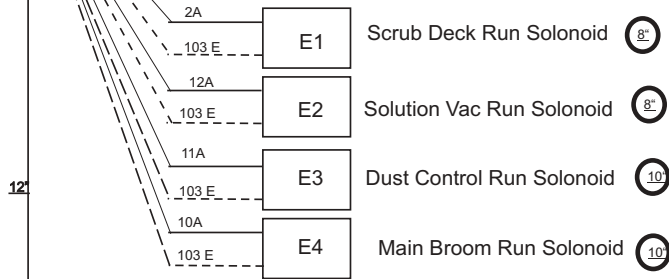 2A
Scrub Deck Run Solonoid 8"
E1
103 E
12A
Solution Vac Run Solonoid 8"
E2
103 E
11A
Dust Control Run Solonoid 10"
E3
103 E
12"
10A
Main Broom Run Solonoid 10"
E4
103 E